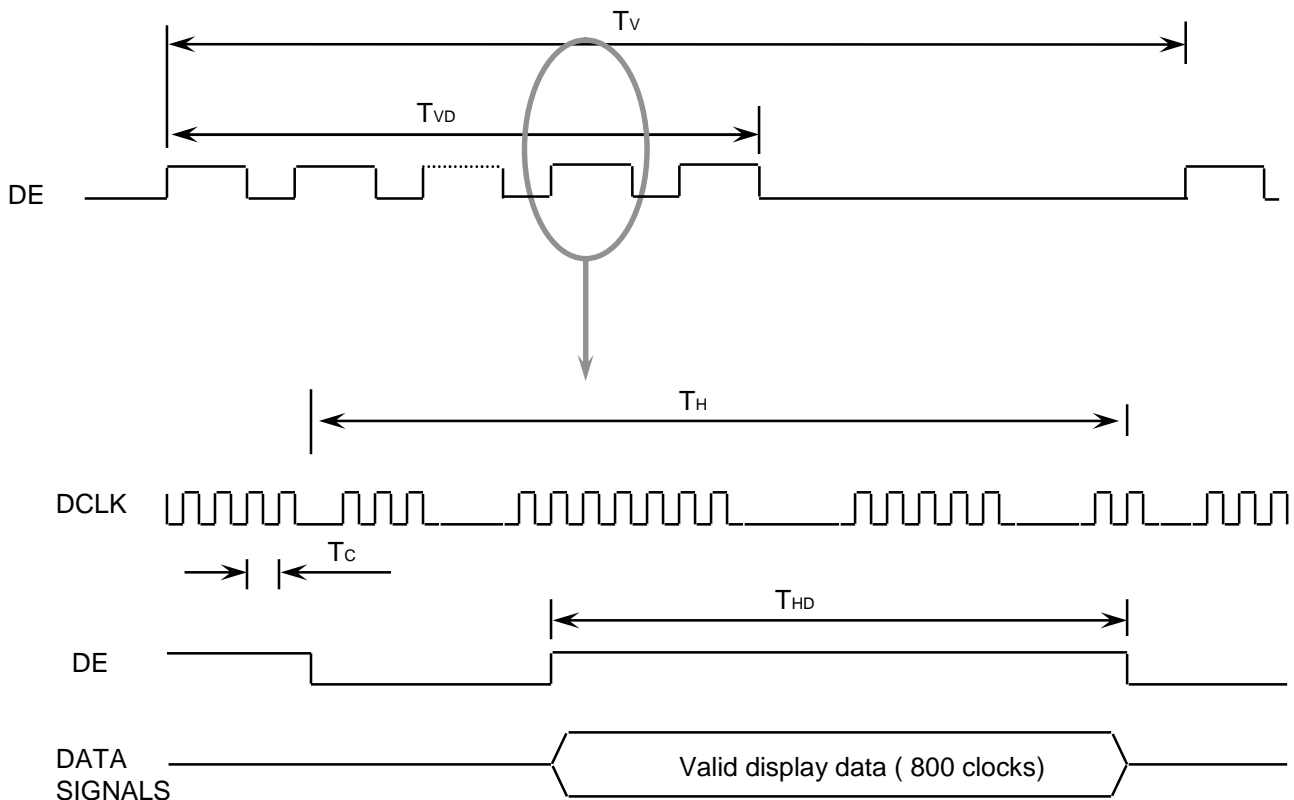 TV
TVD
DE
TH
DCLK
TC
THD
DE
DATA
SIGNALS
Valid display data ( 800 clocks)